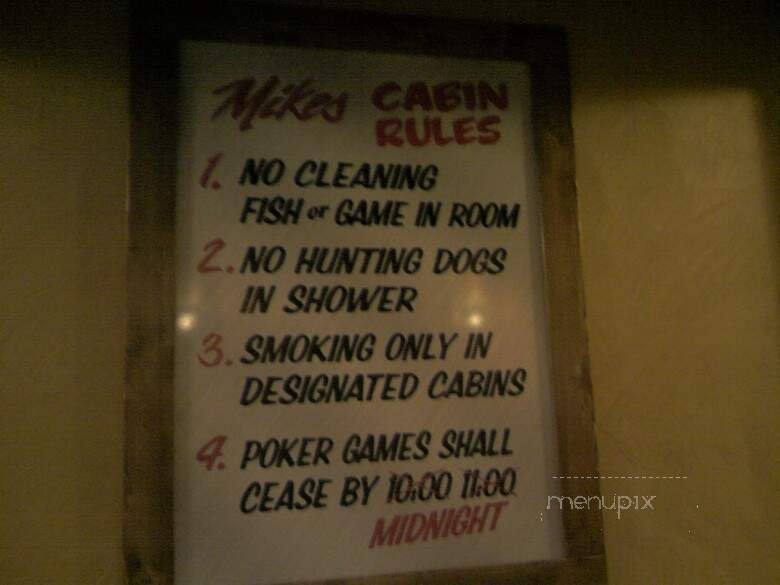 Mikes CABIN
RULES
1. NO CLEANING
FISH or GAME IN ROOM
2. NO HUNTING DOGS
IN SHOWER
3. SMOKING ONLY IN
DESIGNATED CABINS
4. POKER GAMES SHALL
CEASE BY 10:00 11:00
MIDNIGHT
menupix